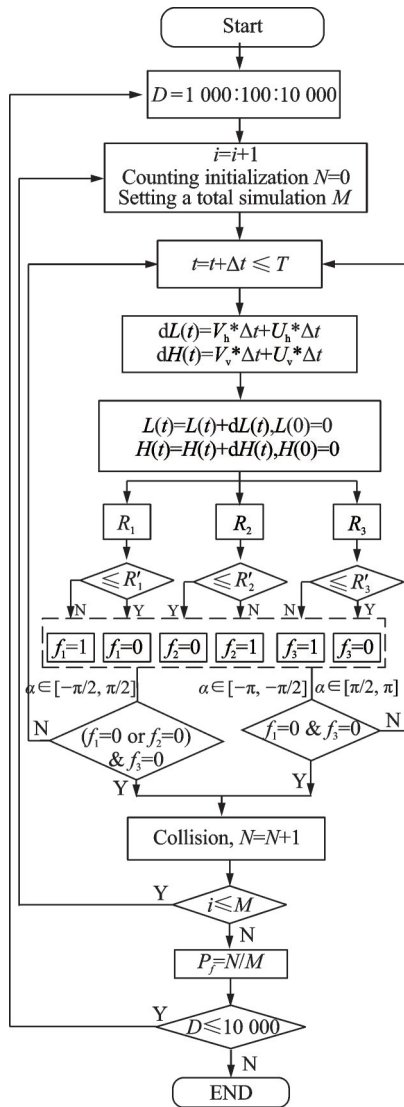 Start
D=1 000∶100∶10 000
i=i+1
Counting initialization N=0
Setting a total simulation M
t=t+Δt ≤ T
dL(t)=Vₕ*Δt+Uₕ*Δt
dH(t)=Vᵥ*Δt+Uᵥ*Δt
L(t)=L(t)+dL(t),L(0)=0
H(t)=H(t)+dH(t),H(0)=0
R₁ R₂ R₃
≤R′₁ ≤R′₂ ≤R′₃
N Y Y N N Y
f₁=1 f₁=0 f₂=0 f₂=1 f₃=1 f₃=0
α∈[−π/2, π/2] α∈[−π, −π/2] α∈[π/2, π]
N (f₁=0 or f₂=0) f₁=0 & f₃=0 N
& f₃=0
Y Y
Collision, N=N+1
Y i≤M
N
P_f=N/M
Y D≤10 000
N
END